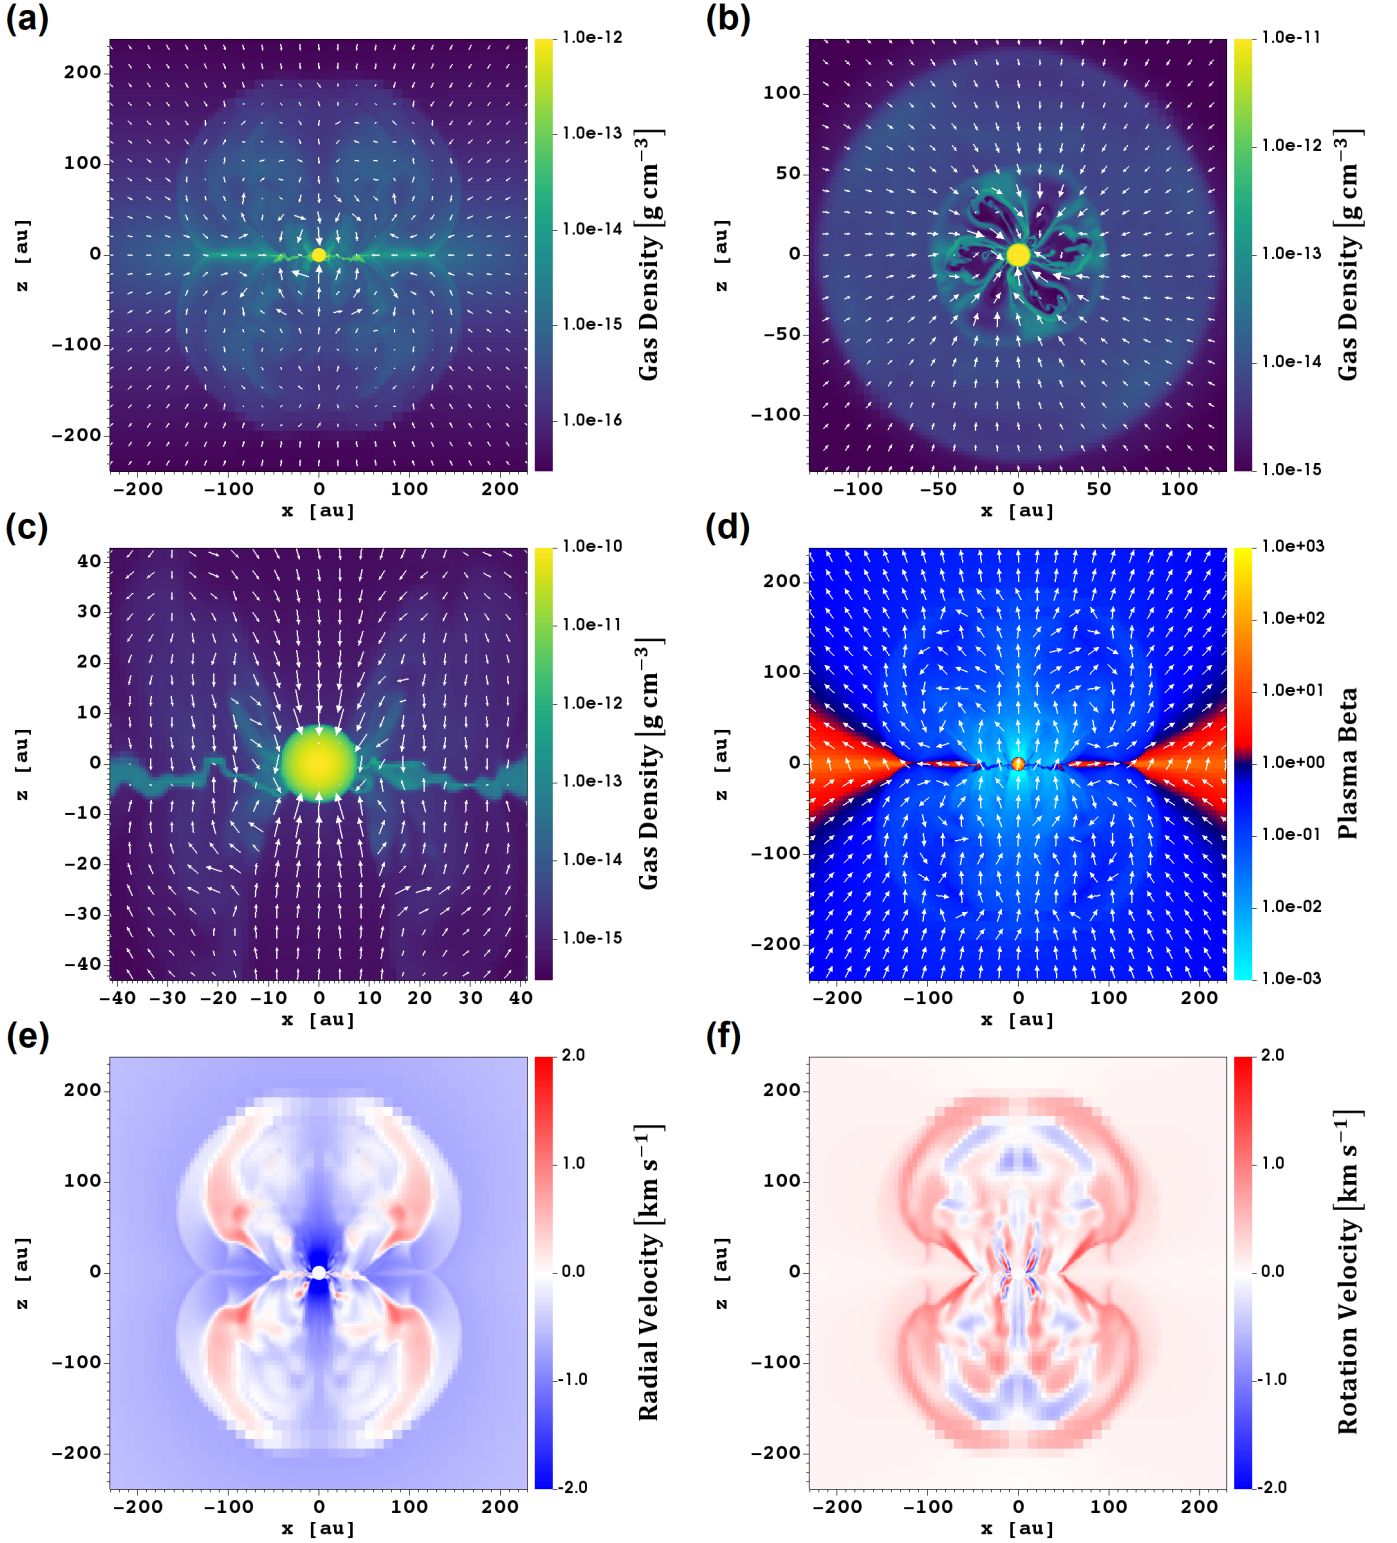 (a)
200
100
0
−100
−200
z [au]
−200 −100 0 100 200
x [au]
1.0e-12
1.0e-13
1.0e-14
1.0e-15
1.0e-16
Gas Density [g cm⁻³]
(b)
100
50
0
−50
−100
z [au]
−100 −50 0 50 100
x [au]
1.0e-11
1.0e-12
1.0e-13
1.0e-14
1.0e-15
Gas Density [g cm⁻³]
(c)
40
30
20
10
0
−10
−20
−30
−40
z [au]
−40 −30 −20 −10 0 10 20 30 40
x [au]
1.0e-10
1.0e-11
1.0e-12
1.0e-13
1.0e-14
1.0e-15
Gas Density [g cm⁻³]
(d)
200
100
0
−100
−200
z [au]
−200 −100 0 100 200
x [au]
1.0e+03
1.0e+02
1.0e+01
1.0e+00
1.0e-01
1.0e-02
1.0e-03
Plasma Beta
(e)
200
100
0
−100
−200
z [au]
−200 −100 0 100 200
x [au]
2.0
1.0
0.0
-1.0
-2.0
Radial Velocity [km s⁻¹]
(f)
200
100
0
−100
−200
z [au]
−200 −100 0 100 200
x [au]
2.0
1.0
0.0
-1.0
-2.0
Rotation Velocity [km s⁻¹]